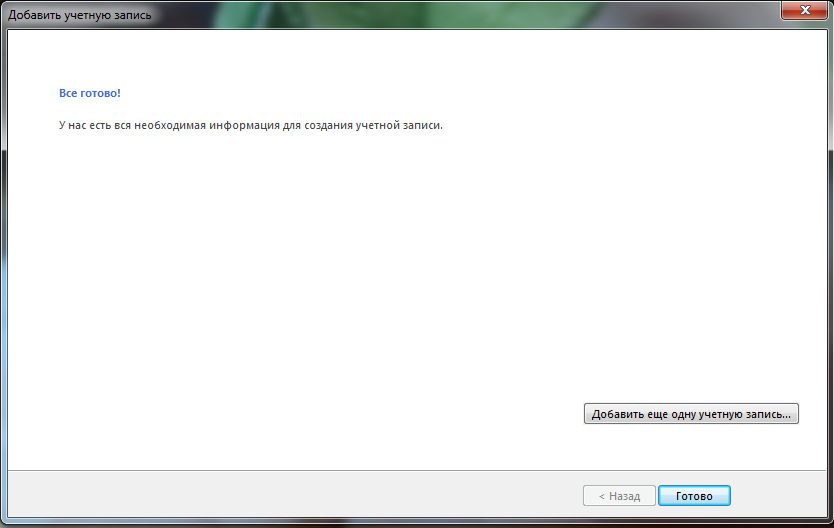 Добавить учетную запись
Все готово!
У нас есть вся необходимая информация для создания учетной записи.
Добавить еще одну учетную запись...
< Назад
Готово